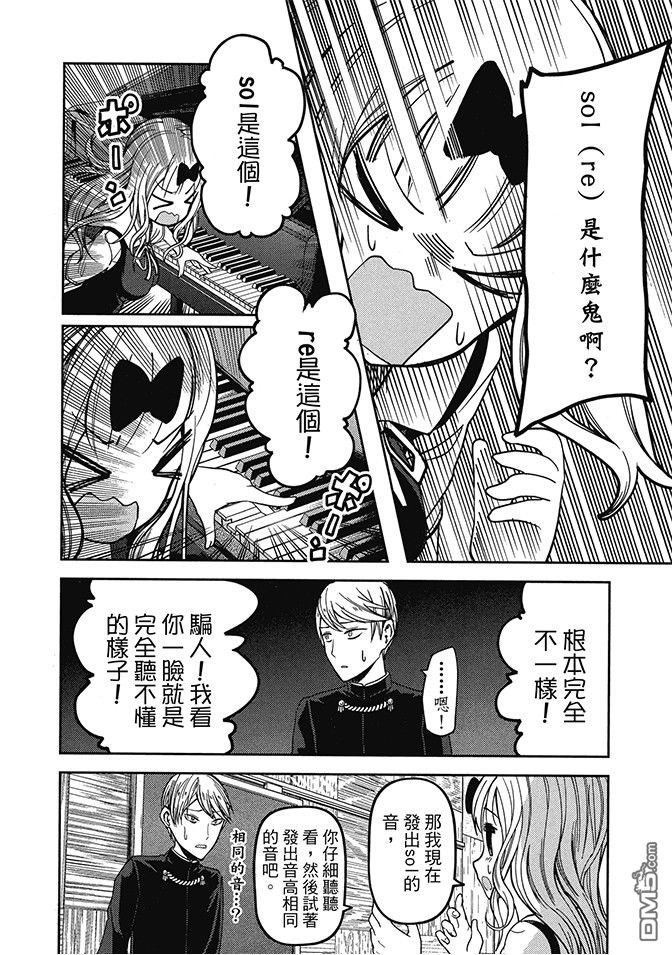 sol（re）是什麼鬼啊？
sol是這個！
ポーン
re是這個！
ポーン
根本完全
不一樣！
……嗯！
騙人！我看
你一臉就是
完全聽不懂
的樣子！
那我現在
發出sol的
音，
你仔細聽聽
看，然後試著
發出音高相同
的音吧。
相同的音…？
DM5.com